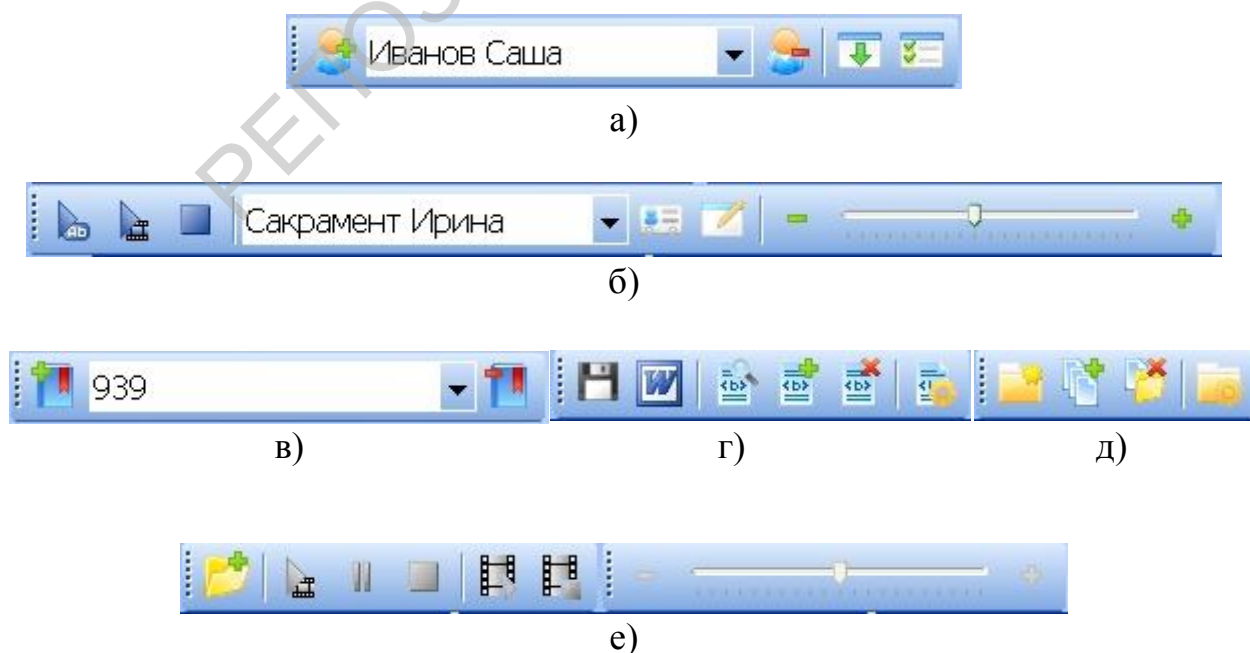 Иванов Саша
а)
Сакрамент Ирина
б)
939
в) г) д)
е)